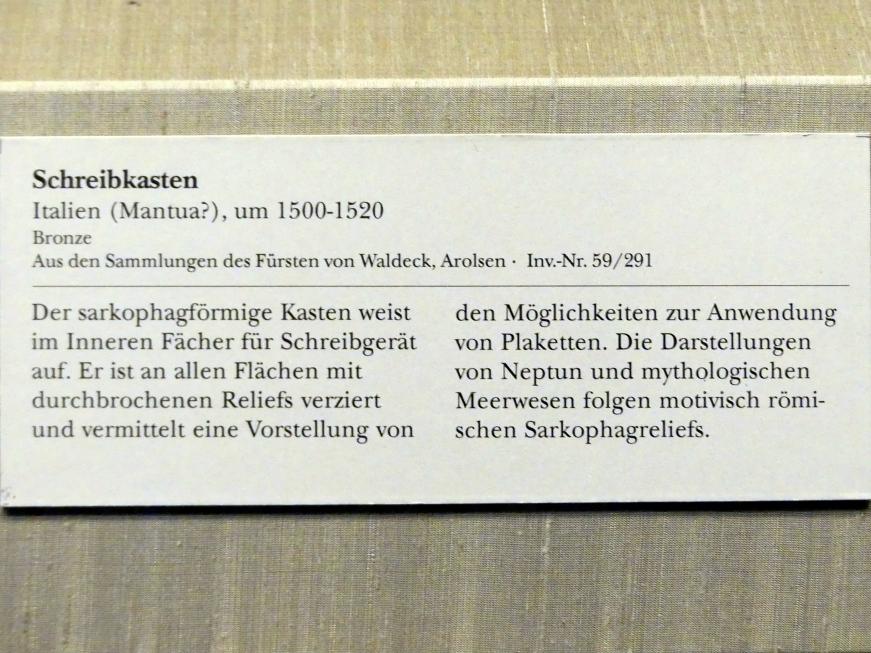 Schreibkasten
Italien (Mantua?), um 1500-1520
Bronze
Aus den Sammlungen des Fürsten von Waldeck, Arolsen · Inv.-Nr. 59/291
Der sarkophagförmige Kasten weist
im Inneren Fächer für Schreibgerät
auf. Er ist an allen Flächen mit
durchbrochenen Reliefs verziert
und vermittelt eine Vorstellung von
den Möglichkeiten zur Anwendung
von Plaketten. Die Darstellungen
von Neptun und mythologischen
Meerwesen folgen motivisch römi-
schen Sarkophagreliefs.